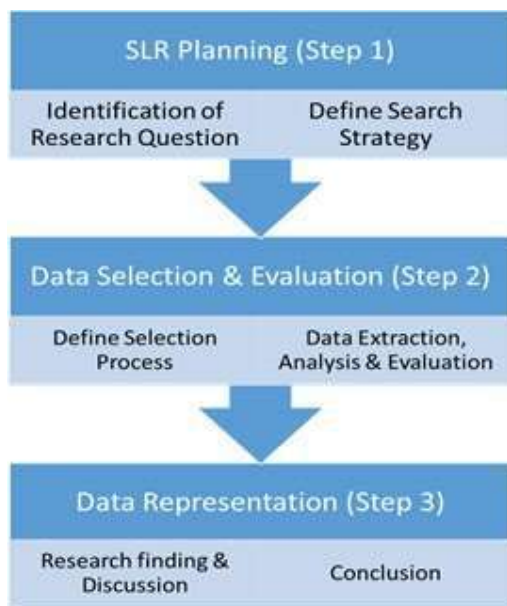 SLR Planning (Step 1)
Identification of
Research Question
Define Search
Strategy
Data Selection & Evaluation (Step 2)
Define Selection
Process
Data Extraction,
Analysis & Evaluation
Data Representation (Step 3)
Research finding &
Discussion
Conclusion